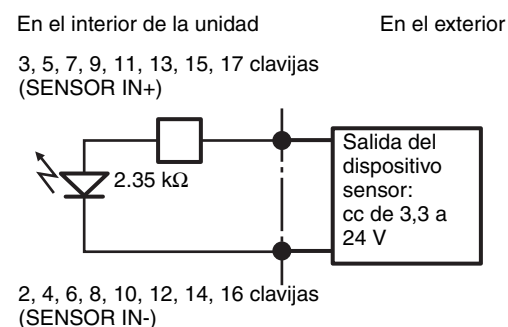 En el interior de la unidad
En el exterior
3, 5, 7, 9, 11, 13, 15, 17 clavijas
(SENSOR IN+)
2.35 kΩ
Salida del
dispositivo
sensor:
cc de 3,3 a
24 V
2, 4, 6, 8, 10, 12, 14, 16 clavijas
(SENSOR IN-)